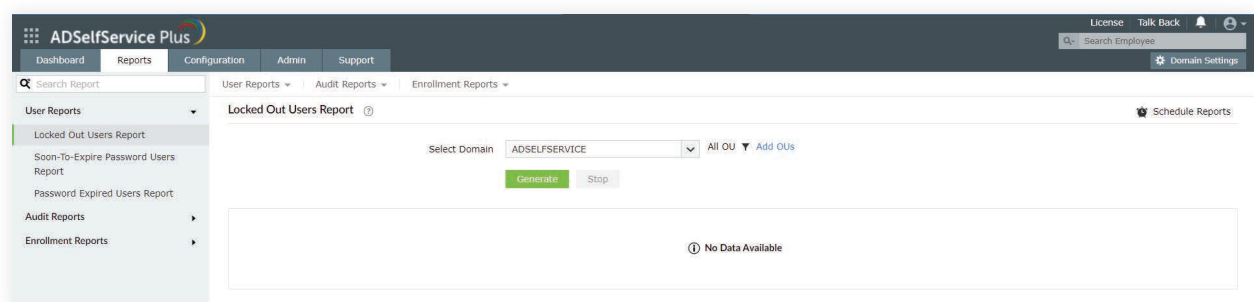 License Talk Back
ADSelfService Plus
Search Employee
Dashboard Reports Configuration Admin Support
Domain Settings
Search Report
User Reports Audit Reports Enrollment Reports
User Reports
Locked Out Users Report
Schedule Reports
Locked Out Users Report
Soon-To-Expire Password Users
Report
Password Expired Users Report
Audit Reports
Enrollment Reports
Select Domain ADSELFSERVICE All OU Add OUs
Generate Stop
No Data Available